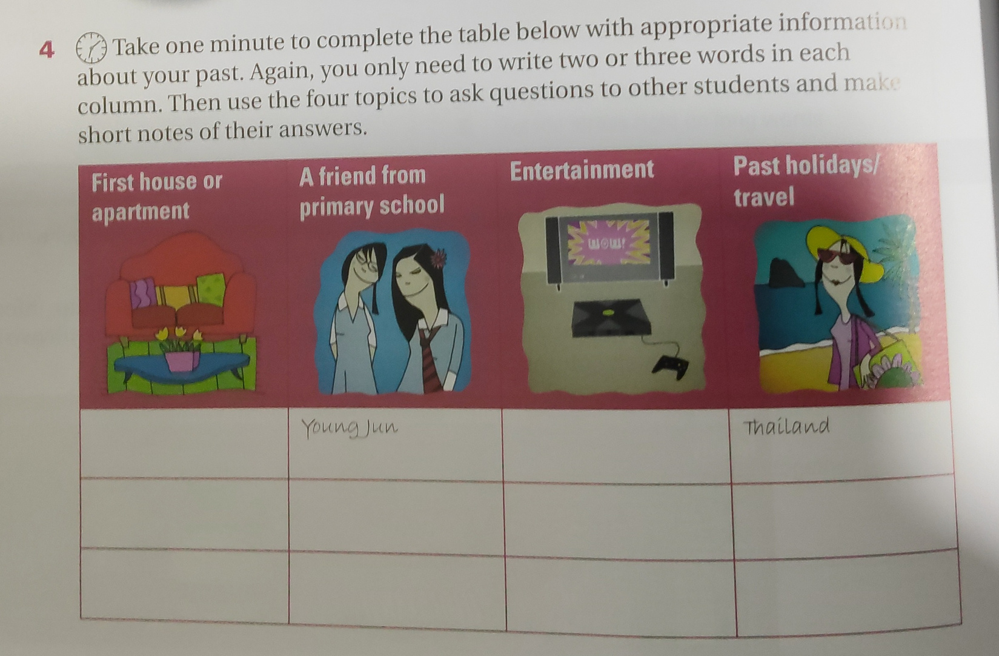 4 Take one minute to complete the table below with appropriate information
about your past. Again, you only need to write two or three words in each
column. Then use the four topics to ask questions to other students and make
short notes of their answers.
First house or
apartment
A friend from
primary school
Entertainment
Past holidays/
travel
WOW!
Young Jun
Thailand